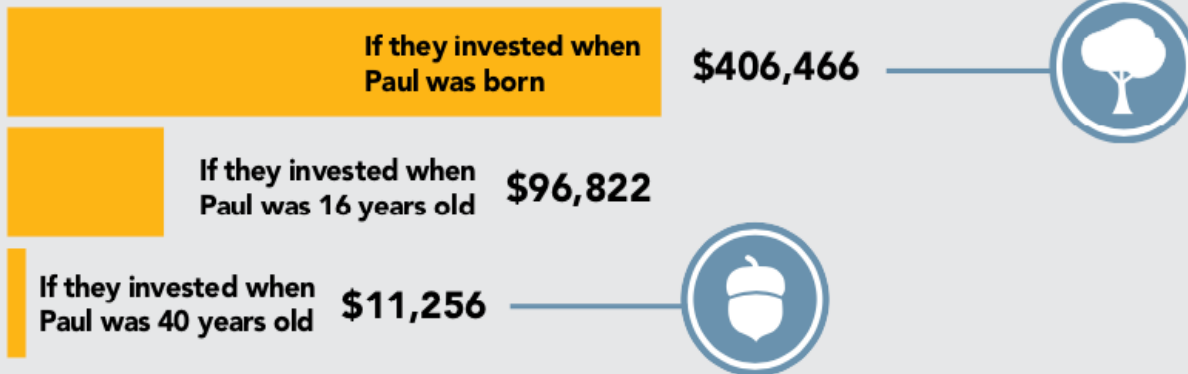 If they invested when
Paul was born
$406,466
If they invested when
Paul was 16 years old
$96,822
If they invested when
Paul was 40 years old
$11,256